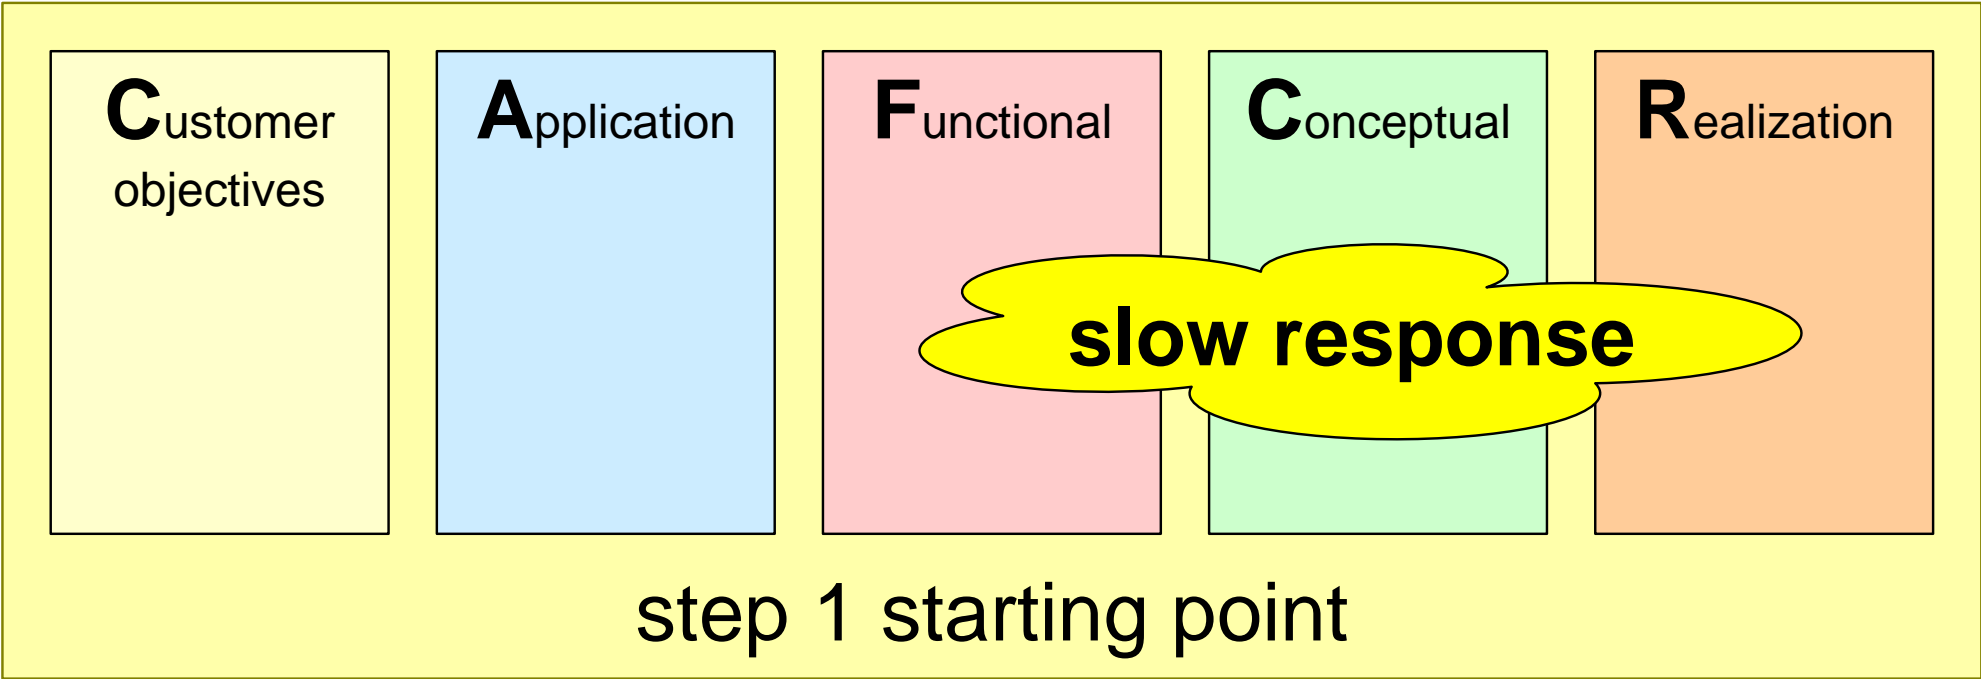 Customer
objectives
Application
Functional
Conceptual
Realization
slow response
step 1 starting point